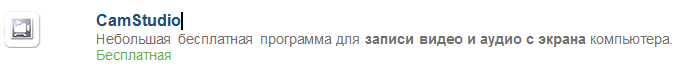 CamStudio
Небольшая бесплатная программа для записи видео и аудио с экрана компьютера.
Бесплатная